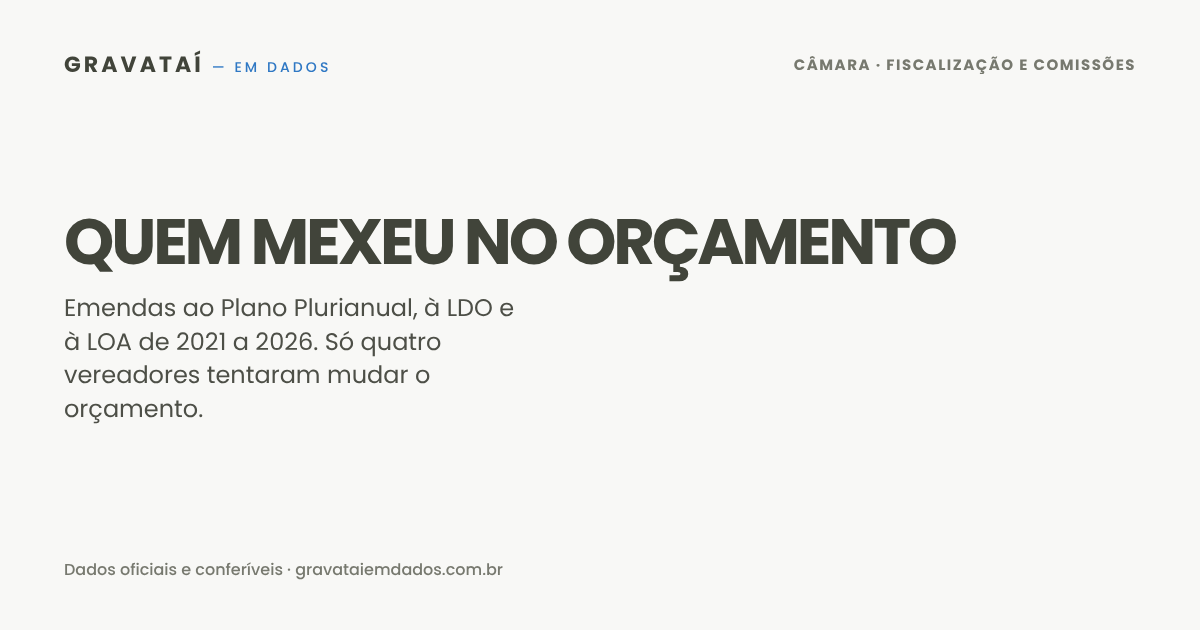 GRAVATAÍ — EM DADOS
CÂMARA · FISCALIZAÇÃO E COMISSÕES
QUEM MEXEU NO ORÇAMENTO
Emendas ao Plano Plurianual, à LDO e
à LOA de 2021 a 2026. Só quatro
vereadores tentaram mudar o
orçamento.
Dados oficiais e conferíveis · gravataiemdados.com.br